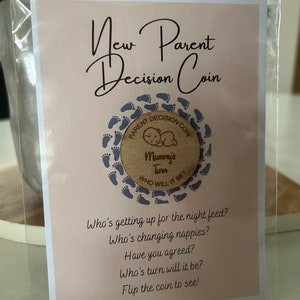 New Parent
Decision Coin
PARENT DECISION COIN
Mummy's
Turn
WHO WILL IT BE?
Who's getting up for the night feed?
Who's changing nappies?
Have you agreed?
Who's turn will it be?
Flip the coin to see!